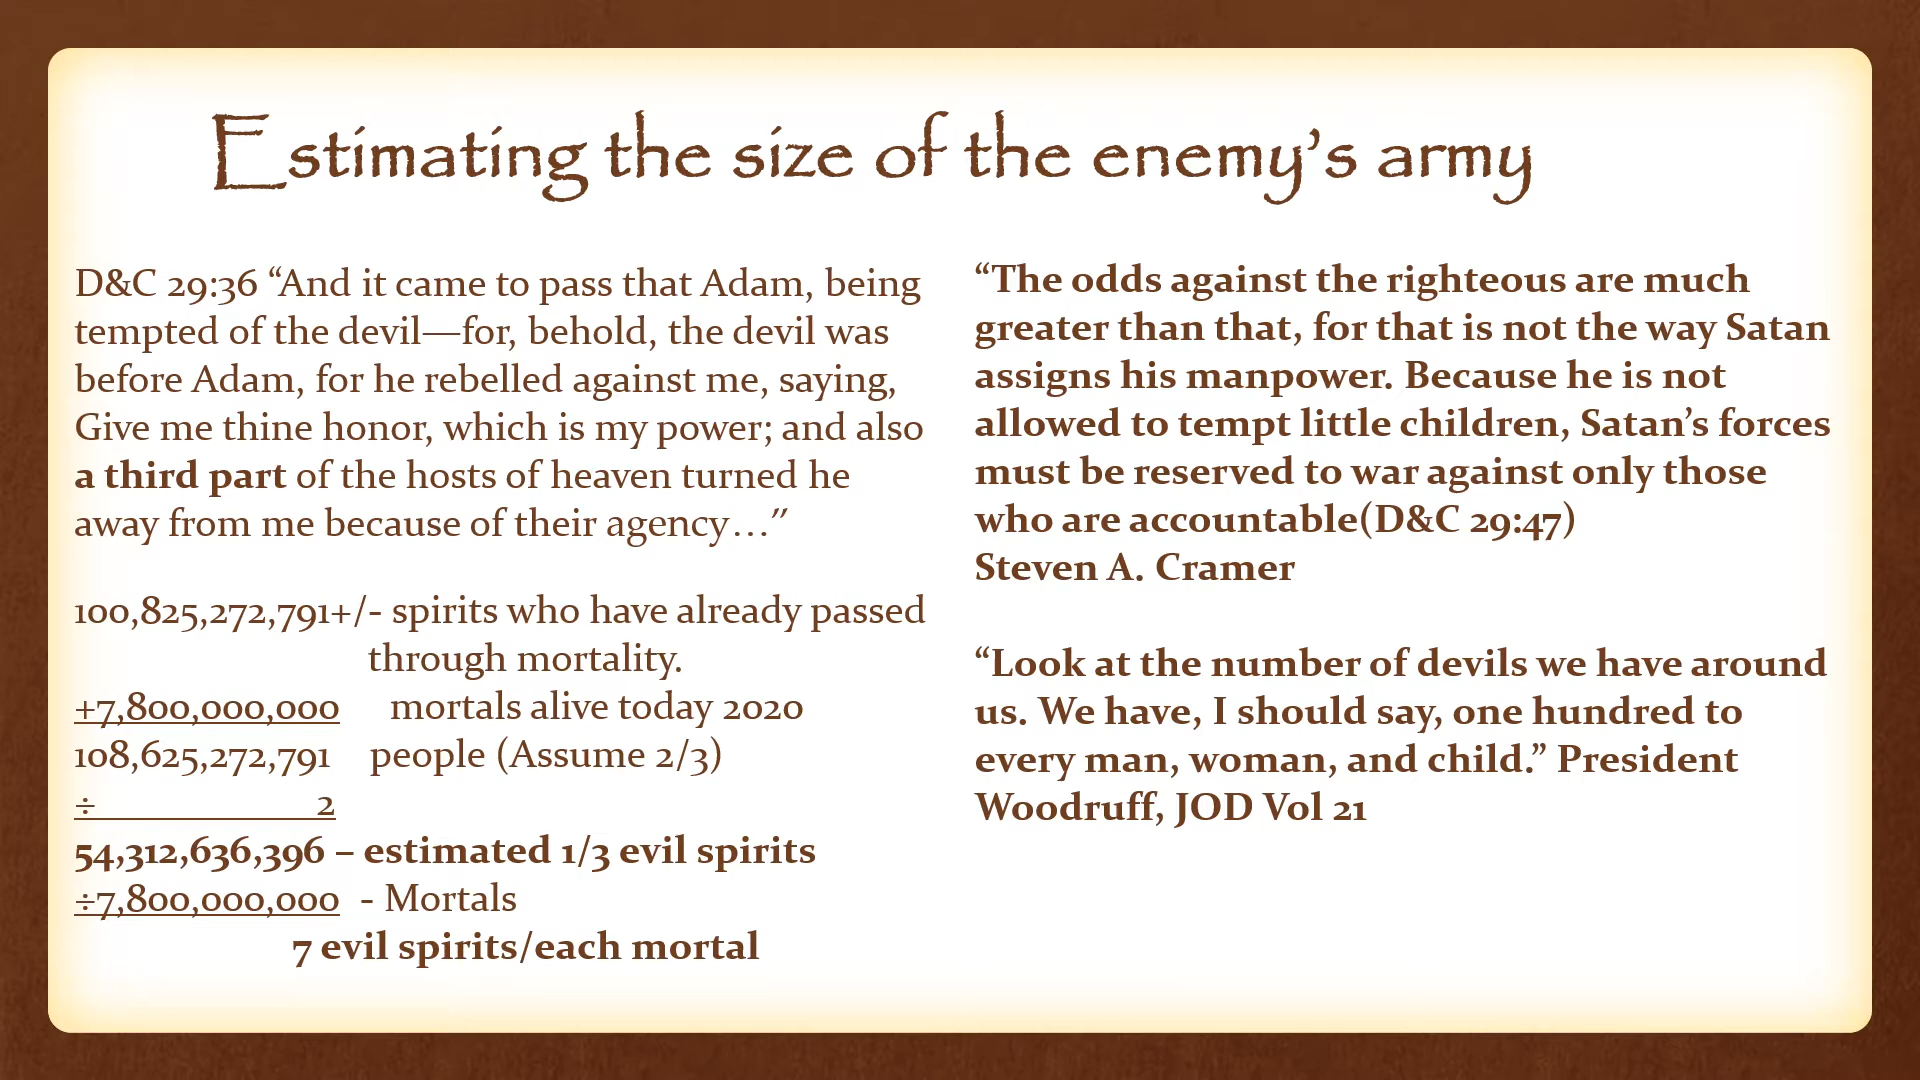 Estimating the size of the enemy’s army
D&C 29:36 “And it came to pass that Adam, being
tempted of the devil—for, behold, the devil was
before Adam, for he rebelled against me, saying,
Give me thine honor, which is my power; and also
a third part of the hosts of heaven turned he
away from me because of their agency…”
100,825,272,791+/- spirits who have already passed
through mortality.
+7,800,000,000 mortals alive today 2020
108,625,272,791 people (Assume 2/3)
÷ 2
54,312,636,396 – estimated 1/3 evil spirits
÷7,800,000,000 - Mortals
7 evil spirits/each mortal
“The odds against the righteous are much
greater than that, for that is not the way Satan
assigns his manpower. Because he is not
allowed to tempt little children, Satan’s forces
must be reserved to war against only those
who are accountable(D&C 29:47)
Steven A. Cramer
“Look at the number of devils we have around
us. We have, I should say, one hundred to
every man, woman, and child.” President
Woodruff, JOD Vol 21